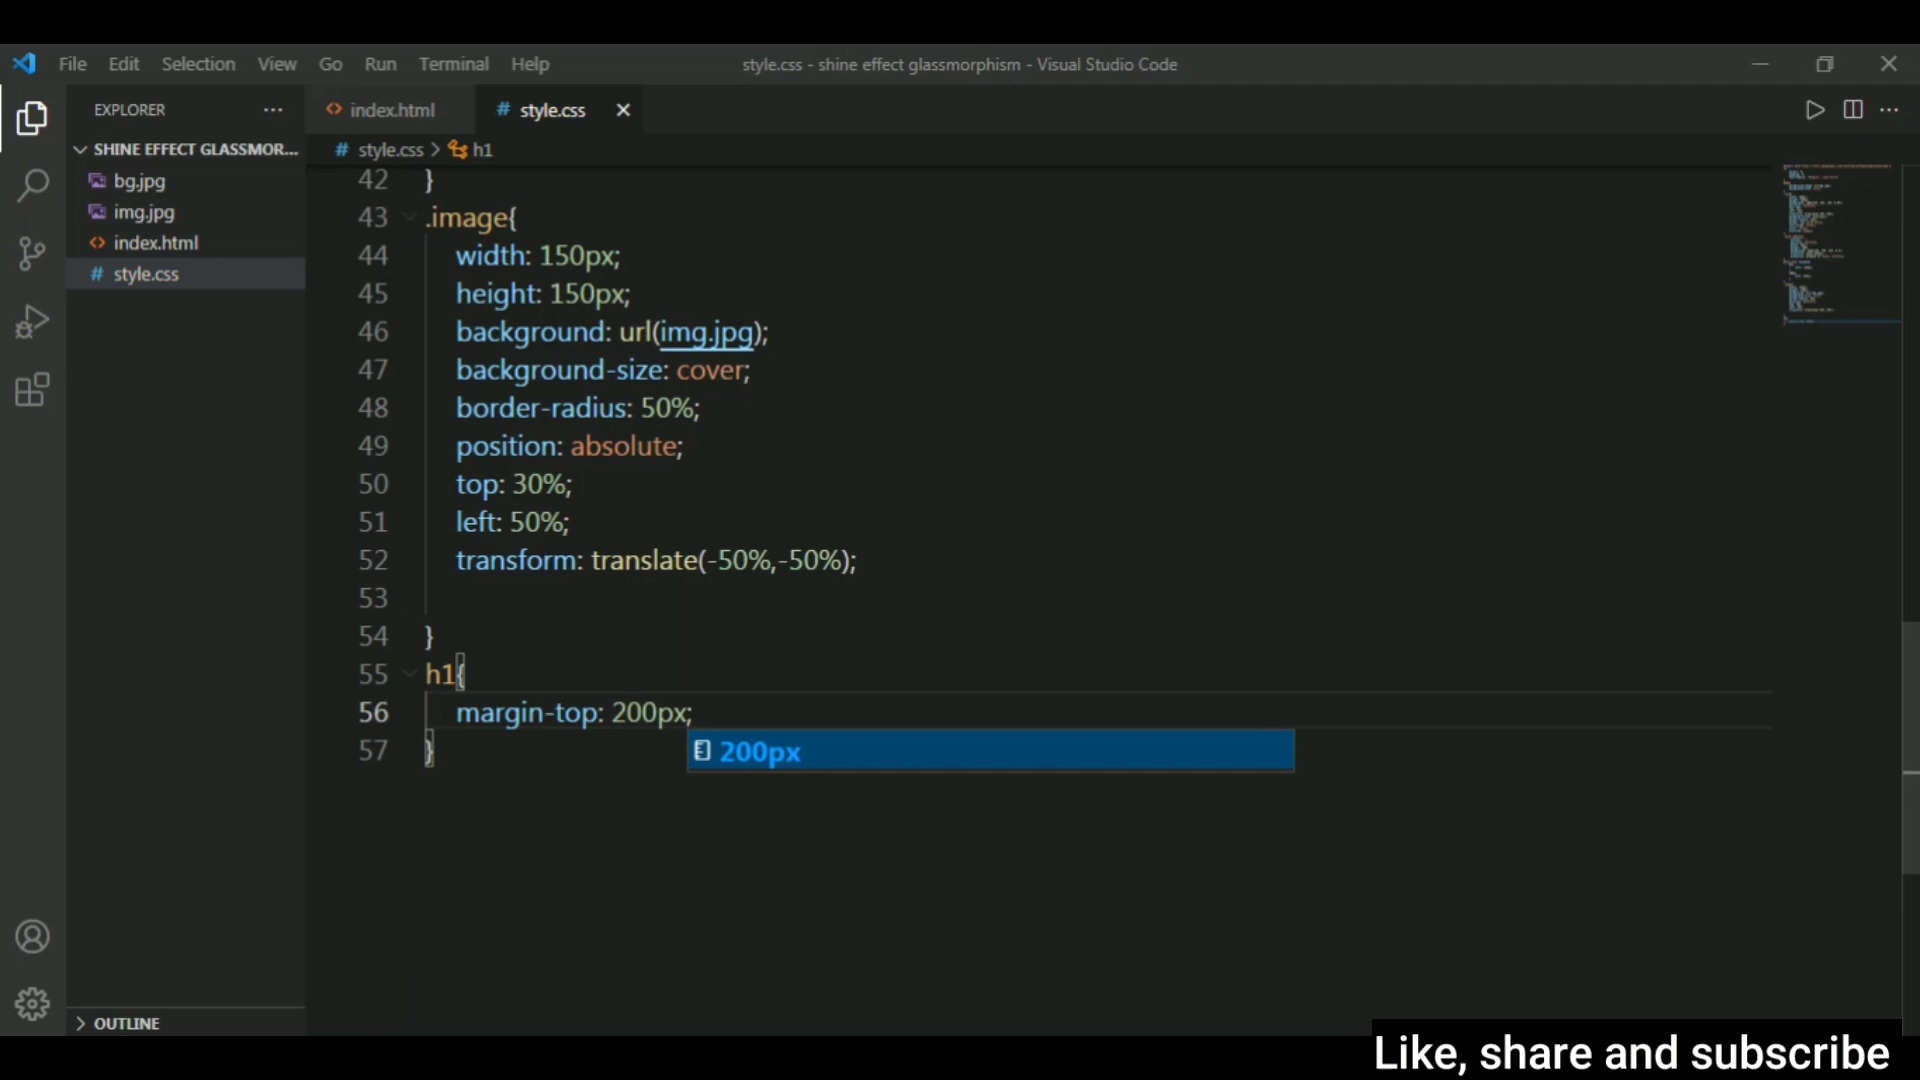 File Edit Selection View Go Run Terminal Help
style.css - shine effect glassmorphism - Visual Studio Code
EXPLORER
SHINE EFFECT GLASSMOR...
bg.jpg
img.jpg
index.html
style.css
OUTLINE
index.html
# style.css
# style.css > h1
42 }
43 .image{
44 width: 150px;
45 height: 150px;
46 background: url(img.jpg);
47 background-size: cover;
48 border-radius: 50%;
49 position: absolute;
50 top: 30%;
51 left: 50%;
52 transform: translate(-50%,-50%);
53
54 }
55 h1{
56 margin-top: 200px;
57 }
200px
Like, share and subscribe